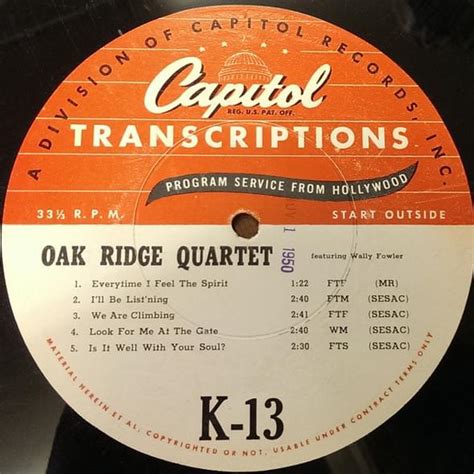 A DIVISION OF CAPITOL RECORDS, INC.
Capitol
REG. U.S. PAT. OFF.
TRANSCRIPTIONS
PROGRAM SERVICE FROM HOLLYWOOD
33⅓ R.P.M.
START OUTSIDE
1 1950
OAK RIDGE QUARTET featuring Wally Fowler
1. Everytime I Feel The Spirit 1:22 FTF (MR)
2. I'll Be List'ning 2:40 FTM (SESAC)
3. We Are Climbing 2:41 FTF (SESAC)
4. Look For Me At The Gate 2:40 WM (SESAC)
5. Is It Well With Your Soul? 2:30 FTS (SESAC)
K-13
MATERIAL HEREIN ET AL, COPYRIGHTED OR NOT, USABLE UNDER CONTRACT TERMS ONLY